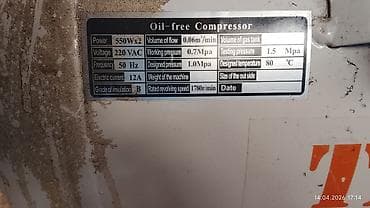 Oil-free Compressor
Power 550Wx2 Volume of flow 0.06m³/min Volume of gas tank
Voltage 220 VAC Working pressure 0.7Mpa Testing pressure 1.5 Mpa
Frequency 50 Hz Designed pressure 1.0Mpa Designed temperature 80 °C
Electric current 12A Weight of the machine Size of the out side
Grade of insulation B Rated revolving speed 1780r/min Date
T
14.04.2026 17:14